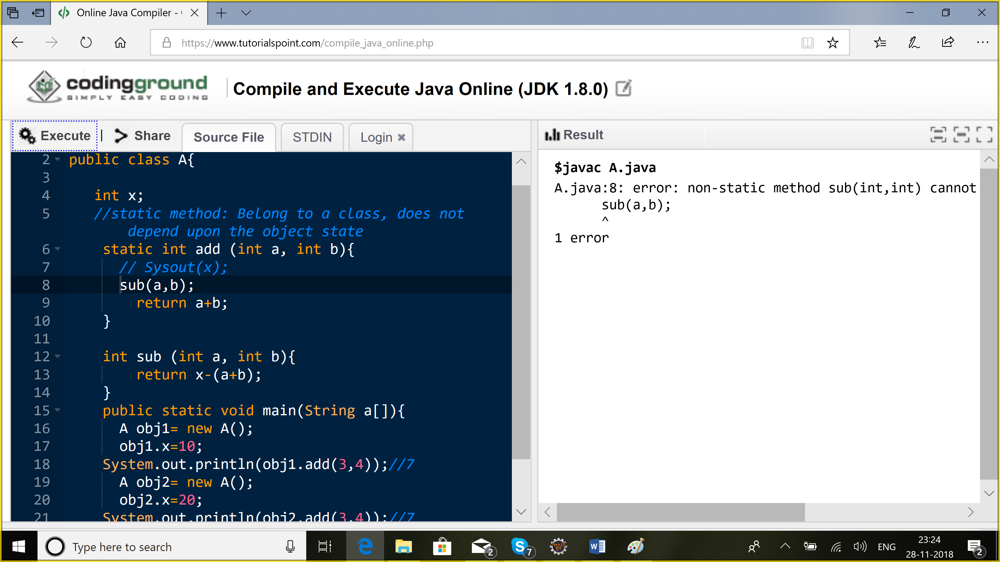 Online Java Compiler -
https://www.tutorialspoint.com/compile_java_online.php
codingground
SIMPLY EASY CODING
Compile and Execute Java Online (JDK 1.8.0)
Execute | Share Source File STDIN Login
Result
2 public class A{
3
4 int x;
5 //static method: Belong to a class, does not
depend upon the object state
6 static int add (int a, int b){
7 // Sysout(x);
8 sub(a,b);
9 return a+b;
10 }
11
12 int sub (int a, int b){
13 return x-(a+b);
14 }
15 public static void main(String a[]){
16 A obj1= new A();
17 obj1.x=10;
18 System.out.println(obj1.add(3,4));//7
19 A obj2= new A();
20 obj2.x=20;
21 System.out.println(obj2.add(3,4));//7
$javac A.java
A.java:8: error: non-static method sub(int,int) cannot
sub(a,b);
^
1 error
Type here to search
2
S 7
Java EE
IDE
W
ENG
23:24
28-11-2018
2